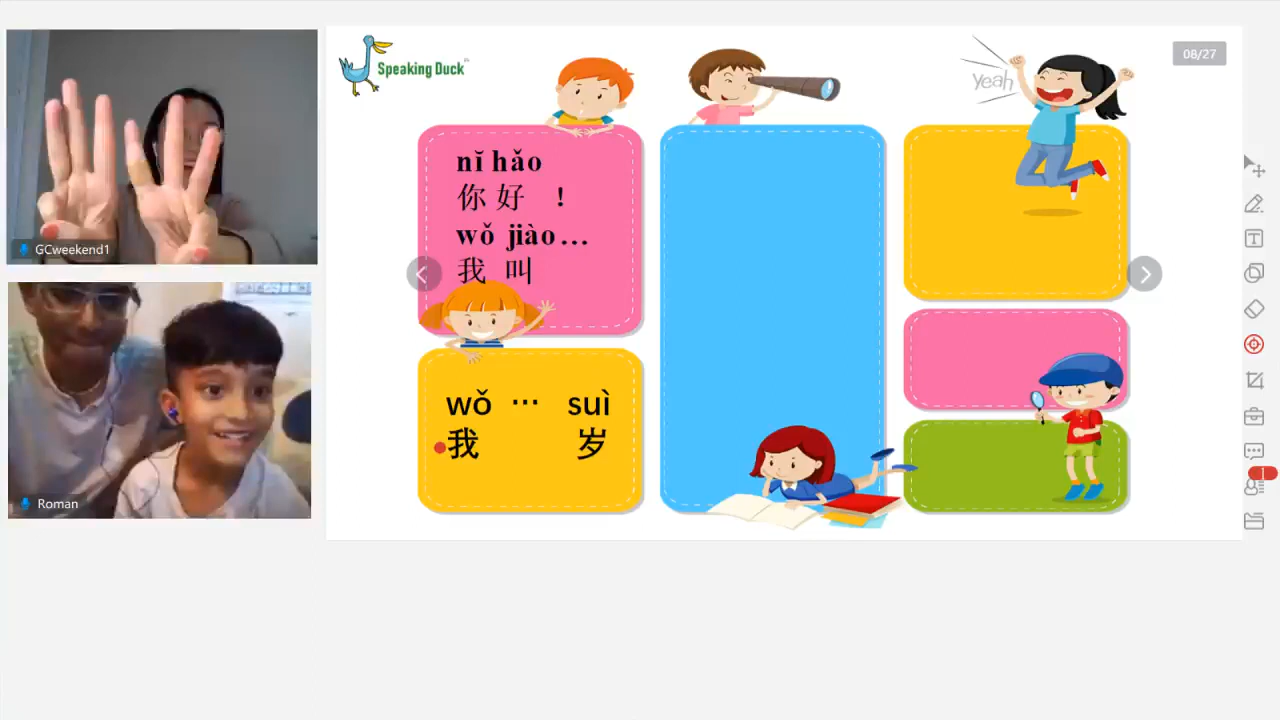 GCweekend1
Roman
Speaking Duck
08/27
Yeah
nǐ hǎo
你 好 !
wǒ jiào...
我 叫
wǒ ... suì
我 岁